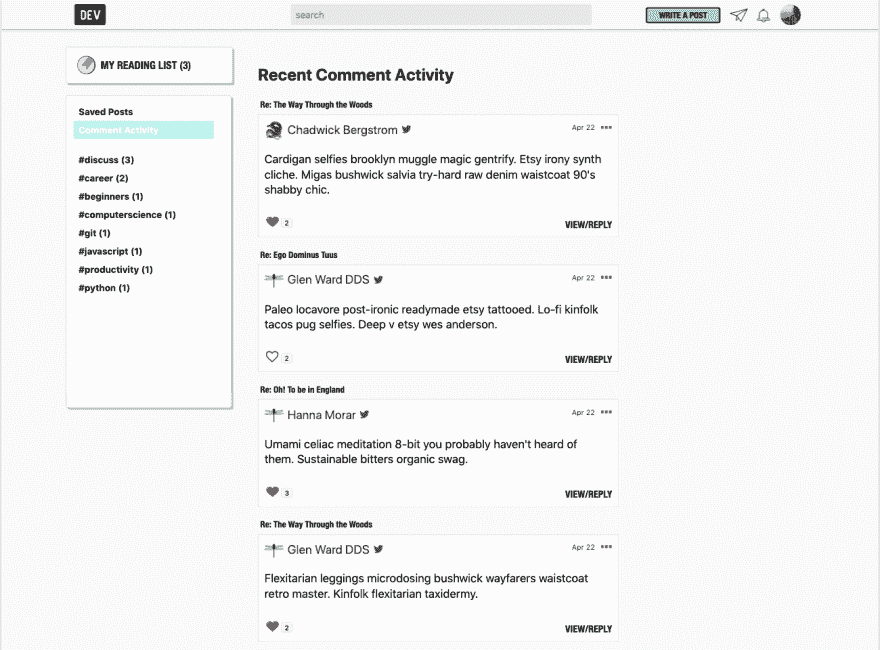 DEV
search
WRITE A POST
MY READING LIST (3)
Saved Posts
Comment Activity
#discuss (3)
#career (2)
#beginners (1)
#computerscience (1)
#git (1)
#javascript (1)
#productivity (1)
#python (1)
Recent Comment Activity
Re: The Way Through the Woods
Chadwick Bergstrom
Apr 22
Cardigan selfies brooklyn muggle magic gentrify. Etsy irony synth
cliche. Migas bushwick salvia try-hard raw denim waistcoat 90's
shabby chic.
2
VIEW/REPLY
Re: Ego Dominus Tuus
Glen Ward DDS
Apr 22
Paleo locavore post-ironic readymade etsy tattooed. Lo-fi kinfolk
tacos pug selfies. Deep v etsy wes anderson.
2
VIEW/REPLY
Re: Oh! To be in England
Hanna Morar
Apr 22
Umami celiac meditation 8-bit you probably haven't heard of
them. Sustainable bitters organic swag.
3
VIEW/REPLY
Re: The Way Through the Woods
Glen Ward DDS
Apr 22
Flexitarian leggings microdosing bushwick wayfarers waistcoat
retro master. Kinfolk flexitarian taxidermy.
2
VIEW/REPLY